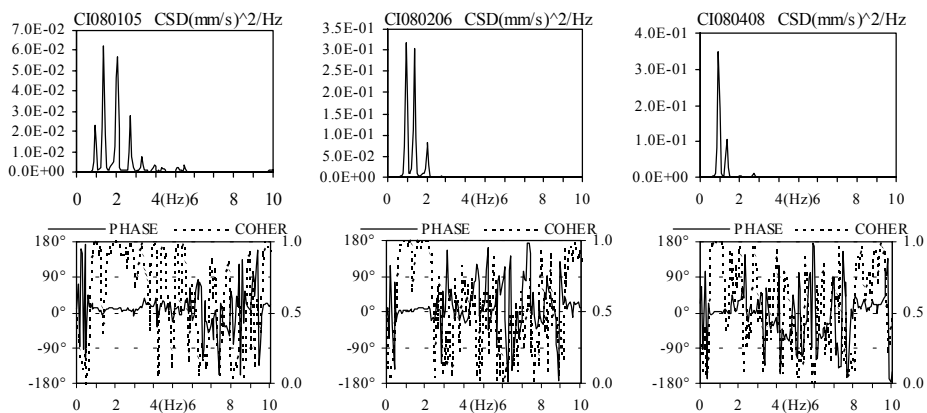 CI080105 CSD(mm/s)^2/Hz
7.0E-02
6.0E-02
5.0E-02
4.0E-02
3.0E-02
2.0E-02
1.0E-02
0.0E+00
0 2 4(Hz)6 8 10
CI080206 CSD(mm/s)^2/Hz
3.5E-01
3.0E-01
2.5E-01
2.0E-01
1.5E-01
1.0E-01
5.0E-02
0.0E+00
0 2 4(Hz)6 8 10
CI080408 CSD(mm/s)^2/Hz
4.0E-01
3.0E-01
2.0E-01
1.0E-01
0.0E+00
0 2 4(Hz)6 8 10
PHASE COHER
180° 1.0
90°
0° 0.5
-90°
-180° 0.0
0 2 4(Hz)6 8 10
PHASE COHER
180° 1.0
90°
0° 0.5
-90°
-180° 0.0
0 2 4(Hz)6 8 10
PHASE COHER
180° 1.0
90°
0° 0.5
-90°
-180° 0.0
0 2 4(Hz)6 8 10